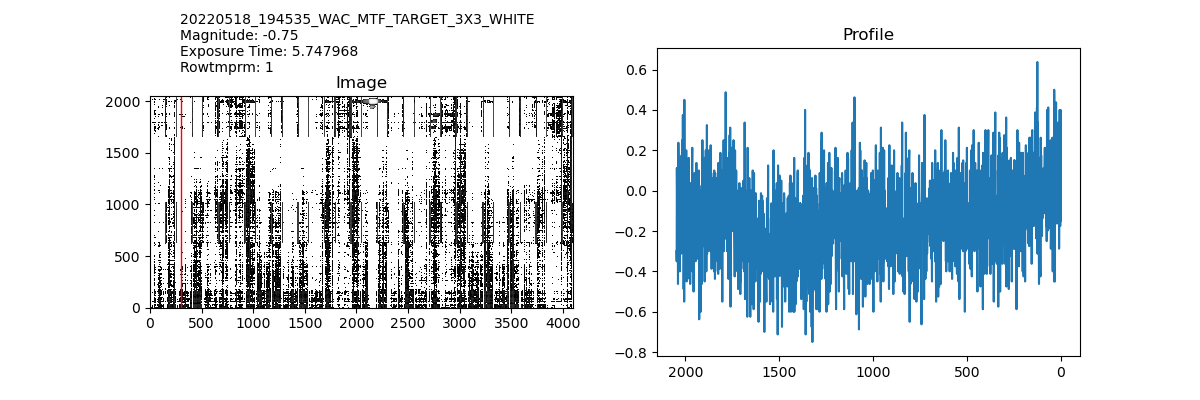 20220518_194535_WAC_MTF_TARGET_3X3_WHITE
Magnitude: -0.75
Exposure Time: 5.747968
Rowtmprm: 1
Image
2000
1500
1000
500
0
0 500 1000 1500 2000 2500 3000 3500 4000
Profile
0.6
0.4
0.2
0.0
−0.2
−0.4
−0.6
−0.8
2000 1500 1000 500 0